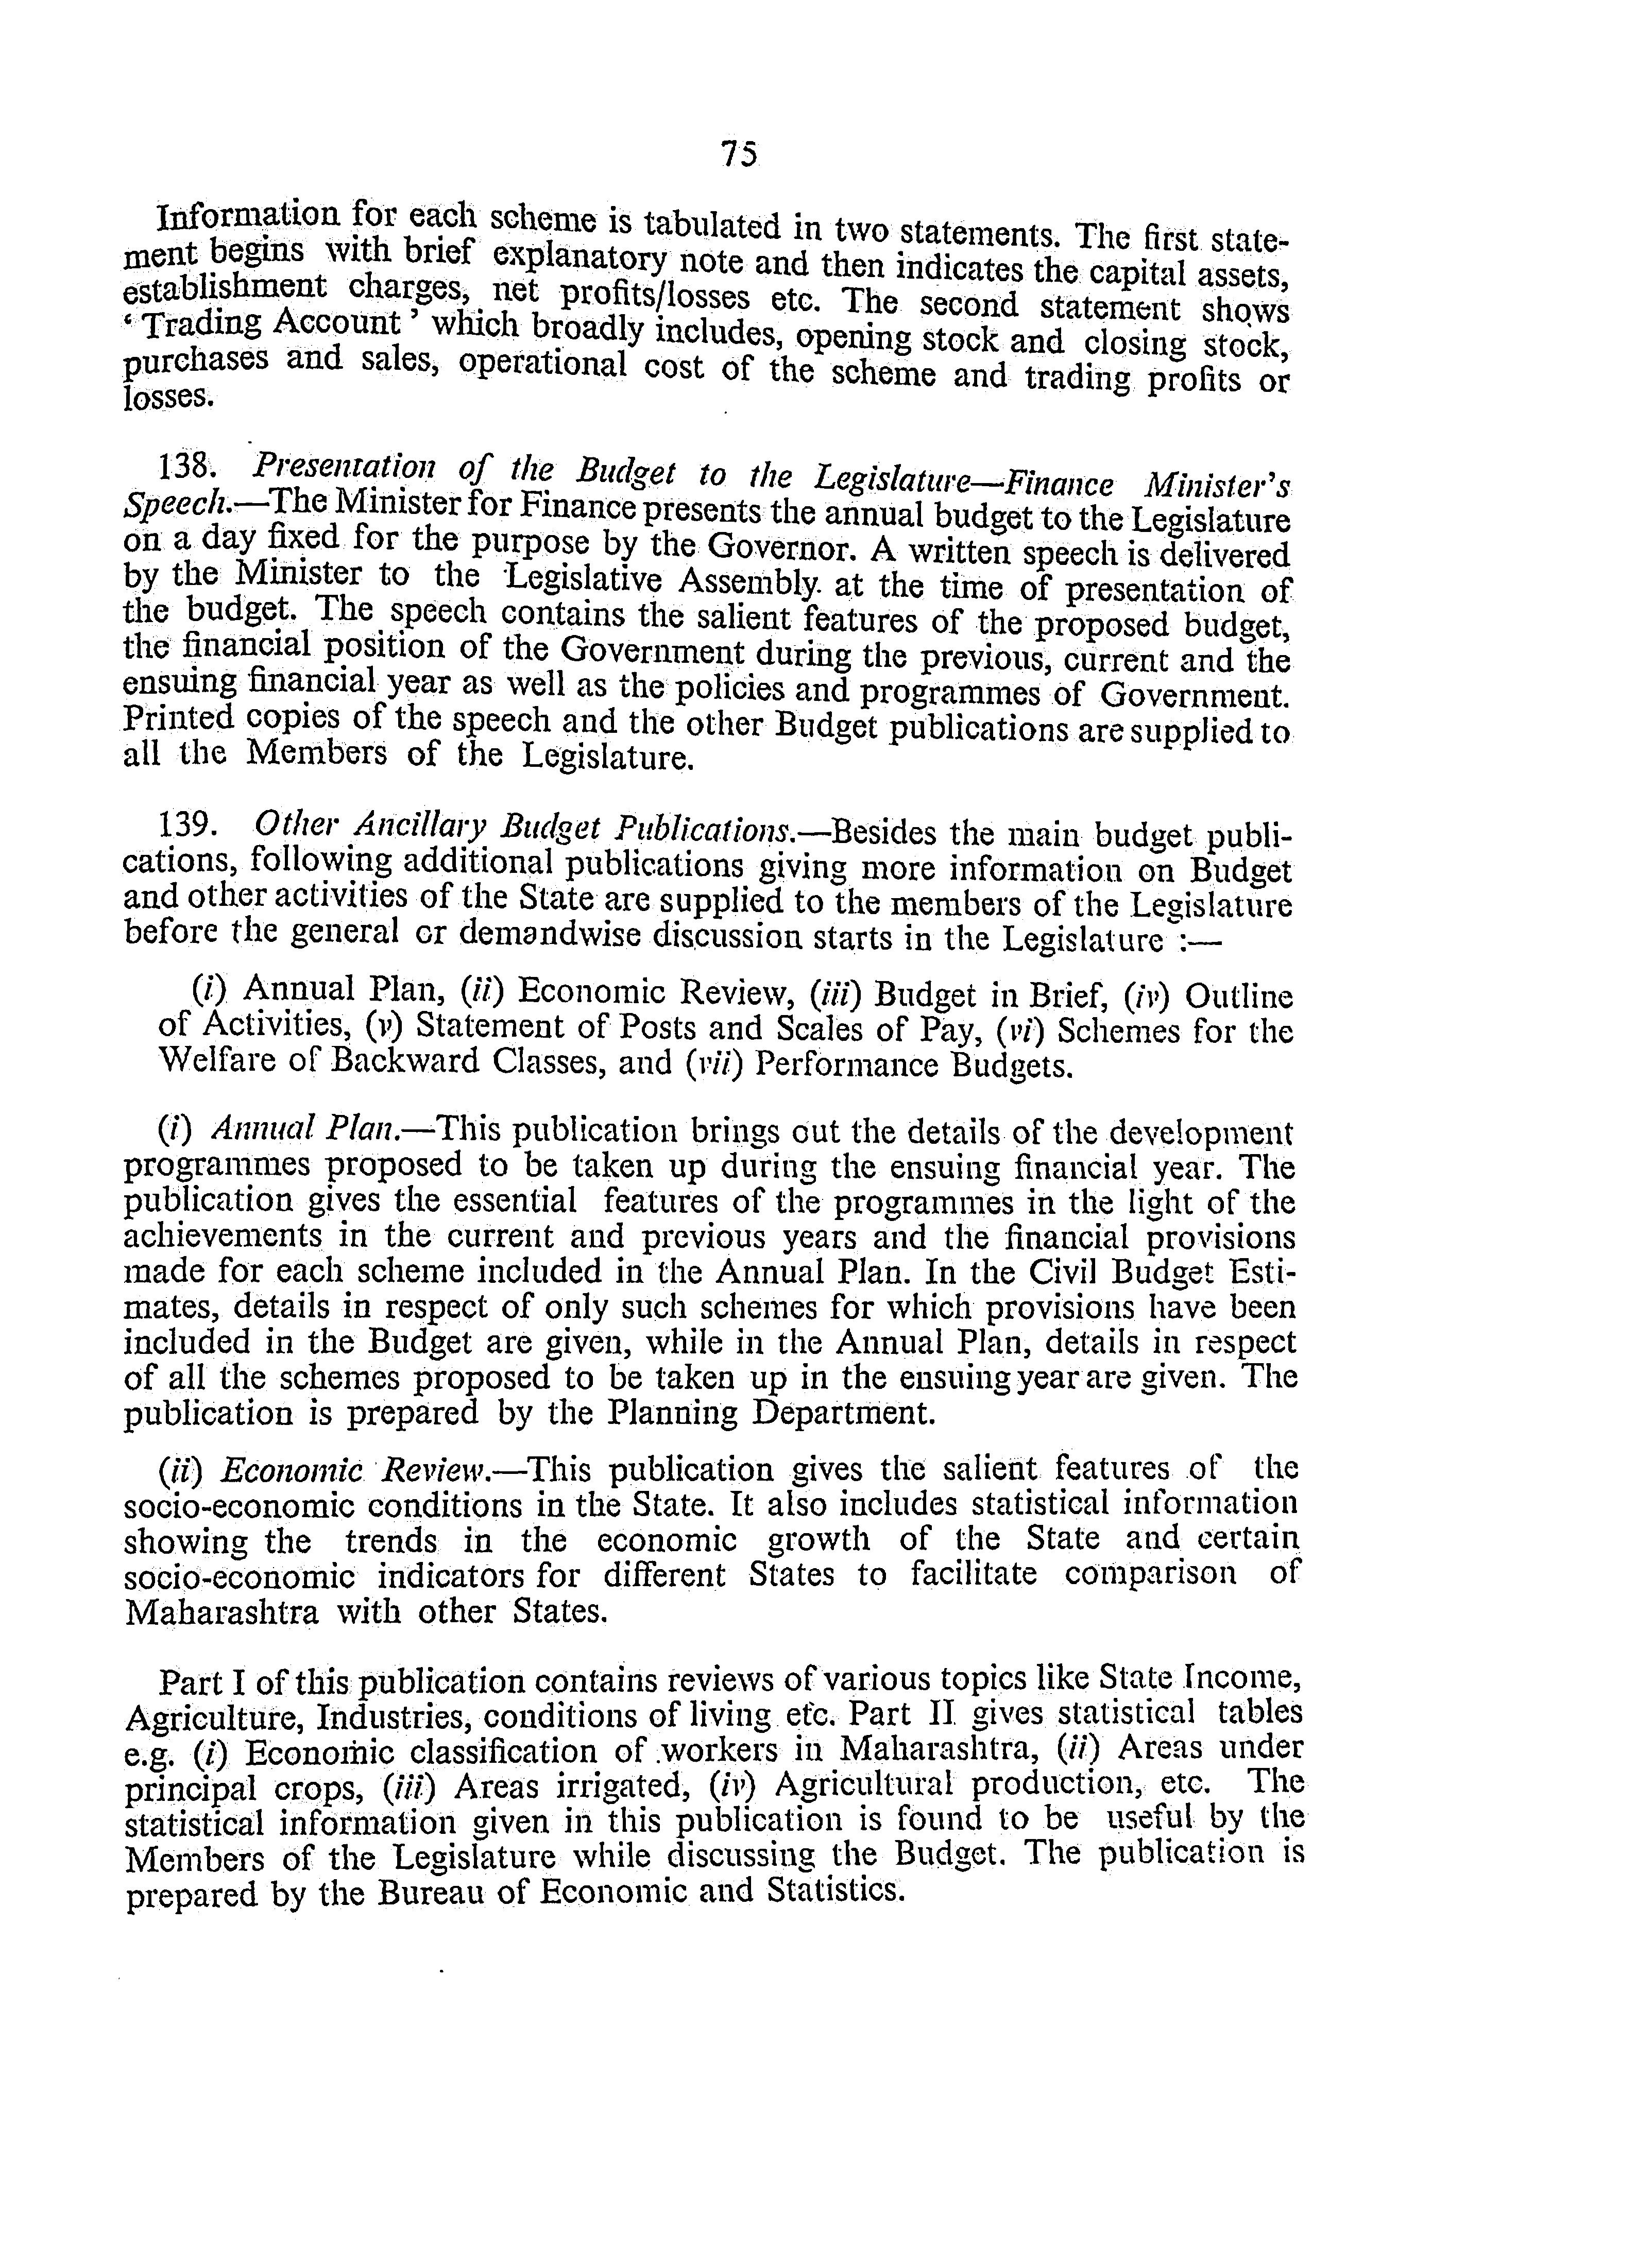 75
Information for each scheme is tabulated in two statements. The first state-
ment begins with brief explanatory note and then indicates the capital assets,
establishment charges, net profits/losses etc. The second statement shows
‘ Trading Account ’ which broadly includes, opening stock and closing stock,
purchases and sales, operational cost of the scheme and trading profits or
losses.
138. Presentation of the Budget to the Legislature—Finance Minister's
Speech.—The Minister for Finance presents the annual budget to the Legislature
on a day fixed for the purpose by the Governor. A written speech is delivered
by the Minister to the Legislative Assembly. at the time of presentation of
the budget. The speech contains the salient features of the proposed budget,
the financial position of the Government during the previous, current and the
ensuing financial year as well as the policies and programmes of Government.
Printed copies of the speech and the other Budget publications are supplied to
all the Members of the Legislature.
139. Other Ancillary Budget Publications.—Besides the main budget publi-
cations, following additional publications giving more information on Budget
and other activities of the State are supplied to the members of the Legislature
before the general or demandwise discussion starts in the Legislature :—
(i) Annual Plan, (ii) Economic Review, (iii) Budget in Brief, (iv) Outline
of Activities, (v) Statement of Posts and Scales of Pay, (vi) Schemes for the
Welfare of Backward Classes, and (vii) Performance Budgets.
(i) Annual Plan.—This publication brings out the details of the development
programmes proposed to be taken up during the ensuing financial year. The
publication gives the essential features of the programmes in the light of the
achievements in the current and previous years and the financial provisions
made for each scheme included in the Annual Plan. In the Civil Budget Esti-
mates, details in respect of only such schemes for which provisions have been
included in the Budget are given, while in the Annual Plan, details in respect
of all the schemes proposed to be taken up in the ensuing year are given. The
publication is prepared by the Planning Department.
(ii) Economic Review.—This publication gives the salient features of the
socio-economic conditions in the State. It also includes statistical information
showing the trends in the economic growth of the State and certain
socio-economic indicators for different States to facilitate comparison of
Maharashtra with other States.
Part I of this publication contains reviews of various topics like State Income,
Agriculture, Industries, conditions of living etc. Part II gives statistical tables
e.g. (i) Economic classification of workers in Maharashtra, (ii) Areas under
principal crops, (iii) Areas irrigated, (iv) Agricultural production, etc. The
statistical information given in this publication is found to be useful by the
Members of the Legislature while discussing the Budget. The publication is
prepared by the Bureau of Economic and Statistics.